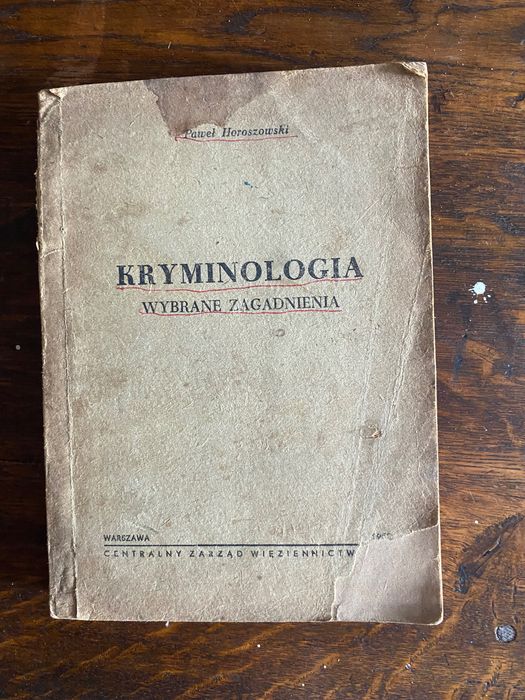 Paweł Horoszowski
KRYMINOLOGIA
WYBRANE ZAGADNIENIA
WARSZAWA
CENTRALNY ZARZĄD WIĘZIENNICTW